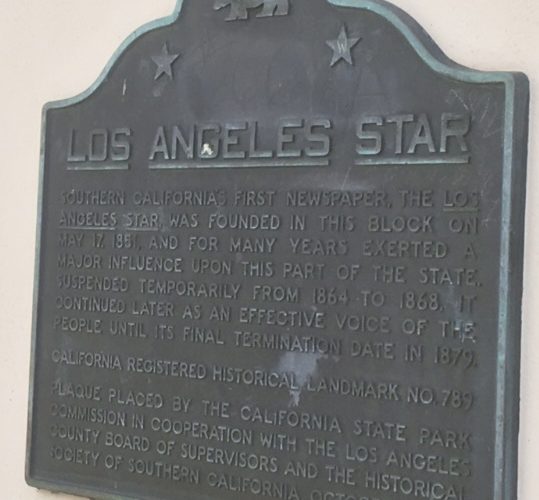 LOS ANGELES STAR
SOUTHERN CALIFORNIA'S FIRST NEWSPAPER, THE LOS
ANGELES STAR, WAS FOUNDED IN THIS BLOCK ON
MAY 17, 1851, AND FOR MANY YEARS EXERTED A
MAJOR INFLUENCE UPON THIS PART OF THE STATE.
SUSPENDED TEMPORARILY FROM 1864 TO 1868, IT
CONTINUED LATER AS AN EFFECTIVE VOICE OF THE
PEOPLE UNTIL ITS FINAL TERMINATION DATE IN 1879.
CALIFORNIA REGISTERED HISTORICAL LANDMARK NO. 789
PLAQUE PLACED BY THE CALIFORNIA STATE PARK
COMMISSION IN COOPERATION WITH THE LOS ANGELES
COUNTY BOARD OF SUPERVISORS AND THE HISTORICAL
SOCIETY OF SOUTHERN CALIFORNIA,